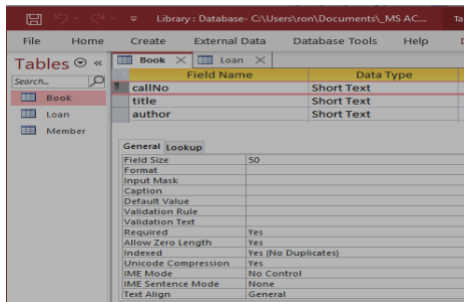 Library : Database- C:\Users\ron\Documents\_MS AC... Ta
File Home Create External Data Database Tools Help D
Tables «
Search...
Book
Loan
Member
Book Loan
Field Name Data Type
callNo Short Text
title Short Text
author Short Text
General Lookup
Field Size 50
Format
Input Mask
Caption
Default Value
Validation Rule
Validation Text
Required Yes
Allow Zero Length Yes
Indexed Yes (No Duplicates)
Unicode Compression Yes
IME Mode No Control
IME Sentence Mode None
Text Align General